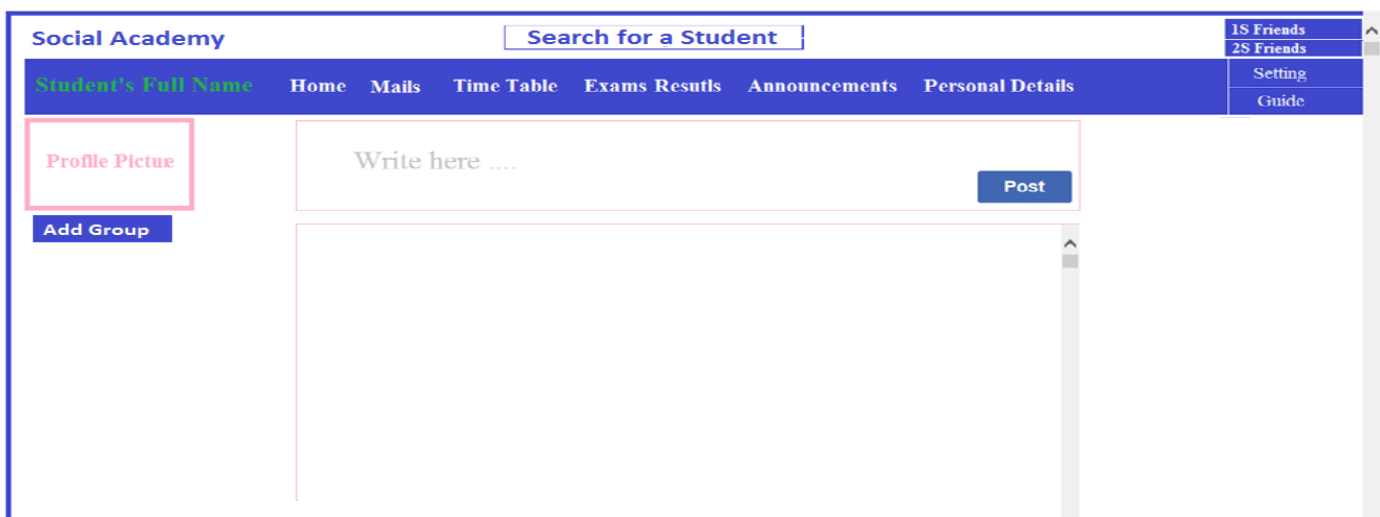 Social Academy
Search for a Student
1S Friends
2S Friends
Student's Full Name Home Mails Time Table Exams Resutls Announcements Personal Details
Setting
Guide
Profile Pictue
Write here ....
Post
Add Group